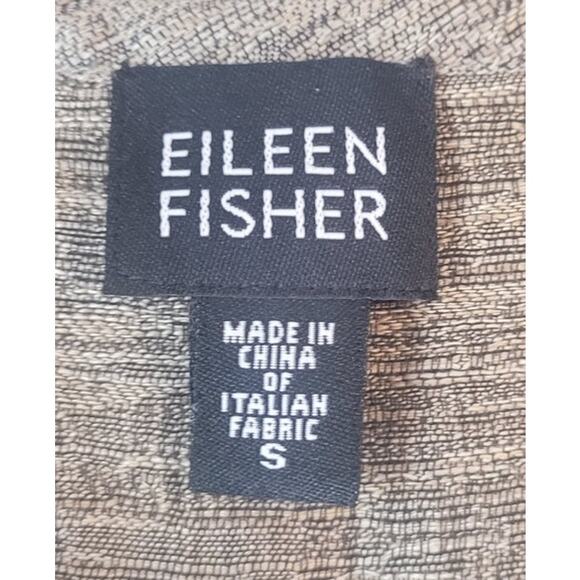 EILEEN
FISHER
MADE IN
CHINA
OF
ITALIAN
FABRIC
S